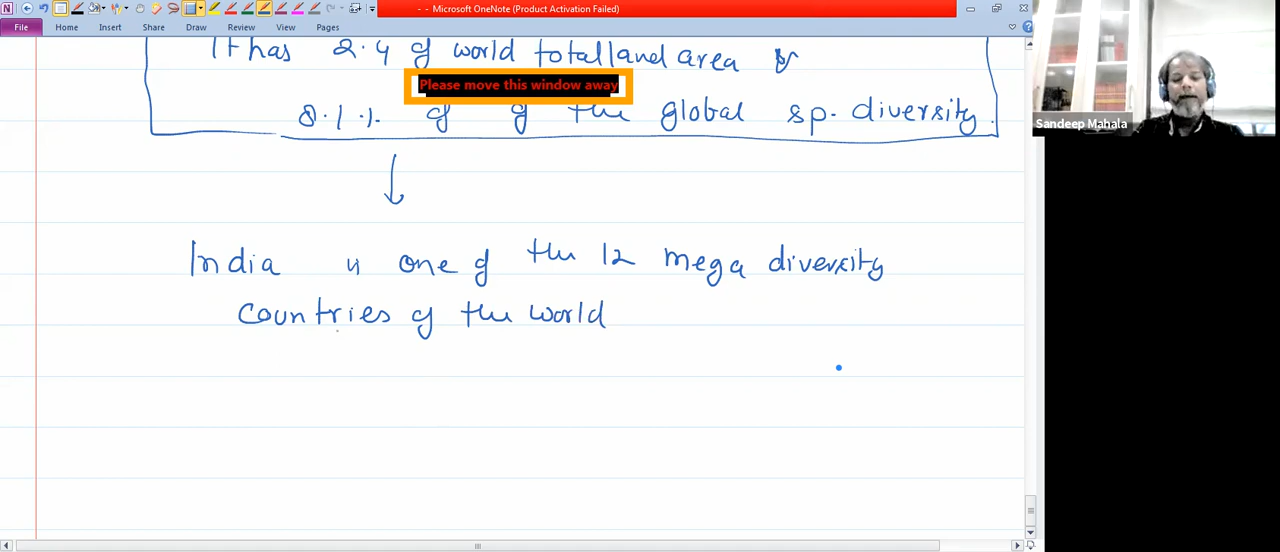 - - Microsoft OneNote (Product Activation Failed)
File Home Insert Share Draw Review View Pages
It has 2.4 of world total land area &
Please move this window away
8.1 % of of the global sp. diversity.
Sandeep Mahala
India is one of the 12 mega diversity
countries of the world